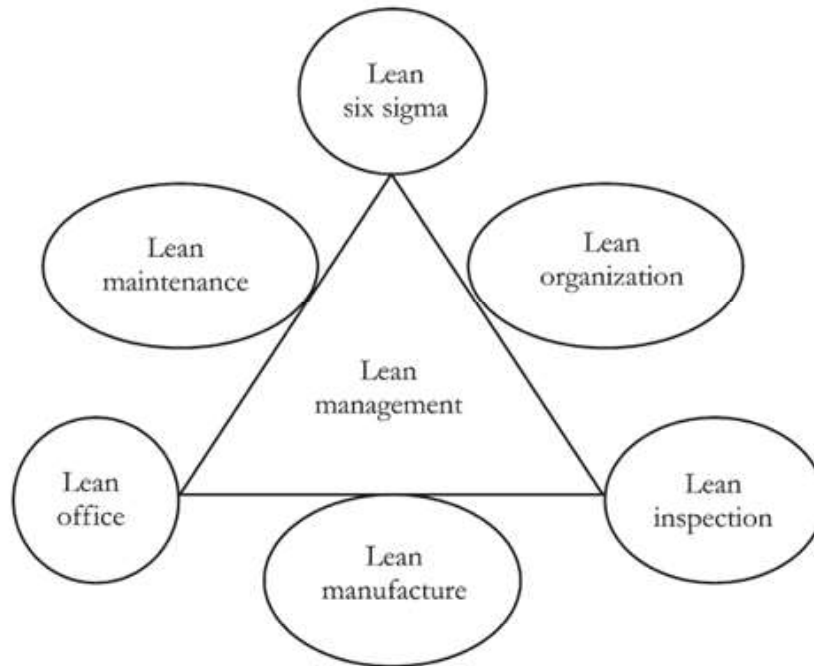 Lean
six sigma
Lean
maintenance
Lean
organization
Lean
management
Lean
office
Lean
inspection
Lean
manufacture